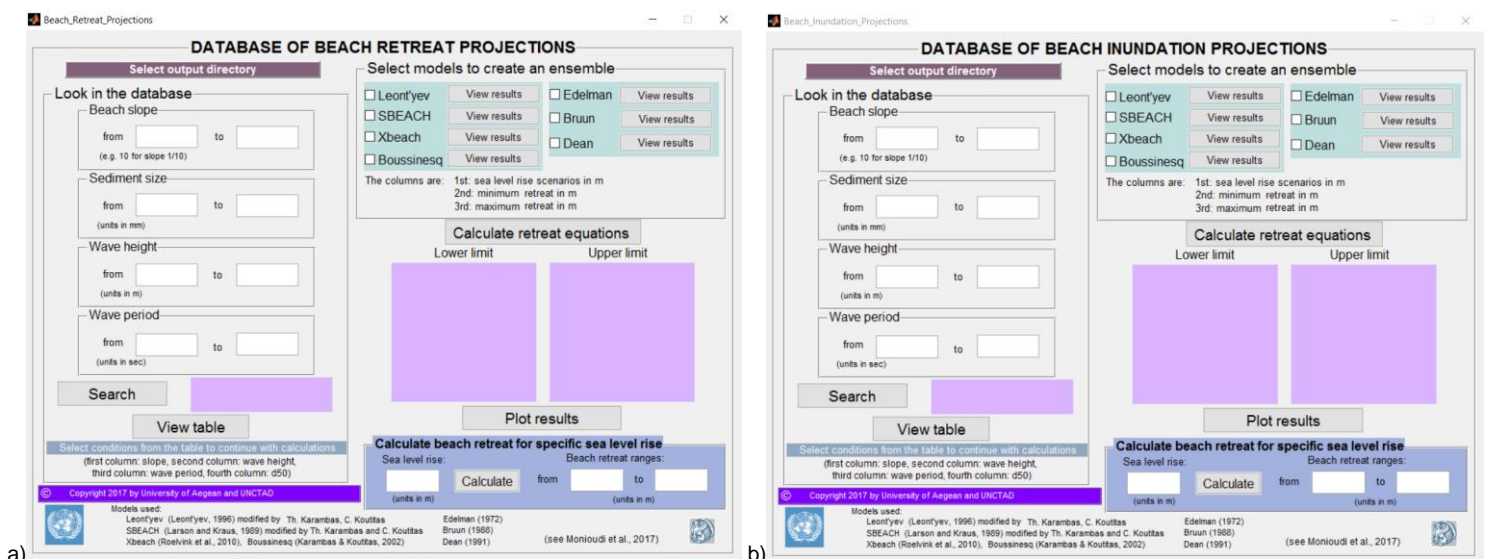 Beach_Retreat_Projections
DATABASE OF BEACH RETREAT PROJECTIONS
Select output directory
Look in the database
Beach slope
from to
(e.g. 10 for slope 1/10)
Sediment size
from to
(units in mm)
Wave height
from to
(units in m)
Wave period
from to
(units in sec)
Search
View table
Select conditions from the table to continue with calculations
(first column: slope, second column: wave height,
third column: wave period, fourth column: d50)
Select models to create an ensemble
Leont'yev View results Edelman View results
SBEACH View results Bruun View results
Xbeach View results Dean View results
Boussinesq View results
The columns are: 1st: sea level rise scenarios in m
2nd: minimum retreat in m
3rd: maximum retreat in m
Calculate retreat equations
Lower limit Upper limit
Plot results
Calculate beach retreat for specific sea level rise
Sea level rise: Beach retreat ranges:
Calculate from to
(units in m) (units in m)
© Copyright 2017 by University of Aegean and UNCTAD
Models used:
Leont'yev (Leont'yev, 1996) modified by Th. Karambas, C. Koutitas Edelman (1972)
SBEACH (Larson and Kraus, 1989) modified by Th. Karambas and C. Koutitas Bruun (1988)
Xbeach (Roelvink et al., 2010), Boussinesq (Karambas & Koutitas, 2002) Dean (1991) (see Monioudi et al., 2017)
a)
Beach_Inundation_Projections
DATABASE OF BEACH INUNDATION PROJECTIONS
Select output directory
Look in the database
Beach slope
from to
(e.g. 10 for slope 1/10)
Sediment size
from to
(units in mm)
Wave height
from to
(units in m)
Wave period
from to
(units in sec)
Search
View table
Select conditions from the table to continue with calculations
(first column: slope, second column: wave height,
third column: wave period, fourth column: d50)
Select models to create an ensemble
Leont'yev View results Edelman View results
SBEACH View results Bruun View results
Xbeach View results Dean View results
Boussinesq View results
The columns are: 1st: sea level rise scenarios in m
2nd: minimum retreat in m
3rd: maximum retreat in m
Calculate retreat equations
Lower limit Upper limit
Plot results
Calculate beach retreat for specific sea level rise
Sea level rise: Beach retreat ranges:
Calculate from to
(units in m) (units in m)
© Copyright 2017 by University of Aegean and UNCTAD
Models used:
Leont'yev (Leont'yev, 1996) modified by Th. Karambas, C. Koutitas Edelman (1972)
SBEACH (Larson and Kraus, 1989) modified by Th. Karambas and C. Koutitas Bruun (1988)
Xbeach (Roelvink et al., 2010), Boussinesq (Karambas & Koutitas, 2002) Dean (1991) (see Monioudi et al., 2017)
b)